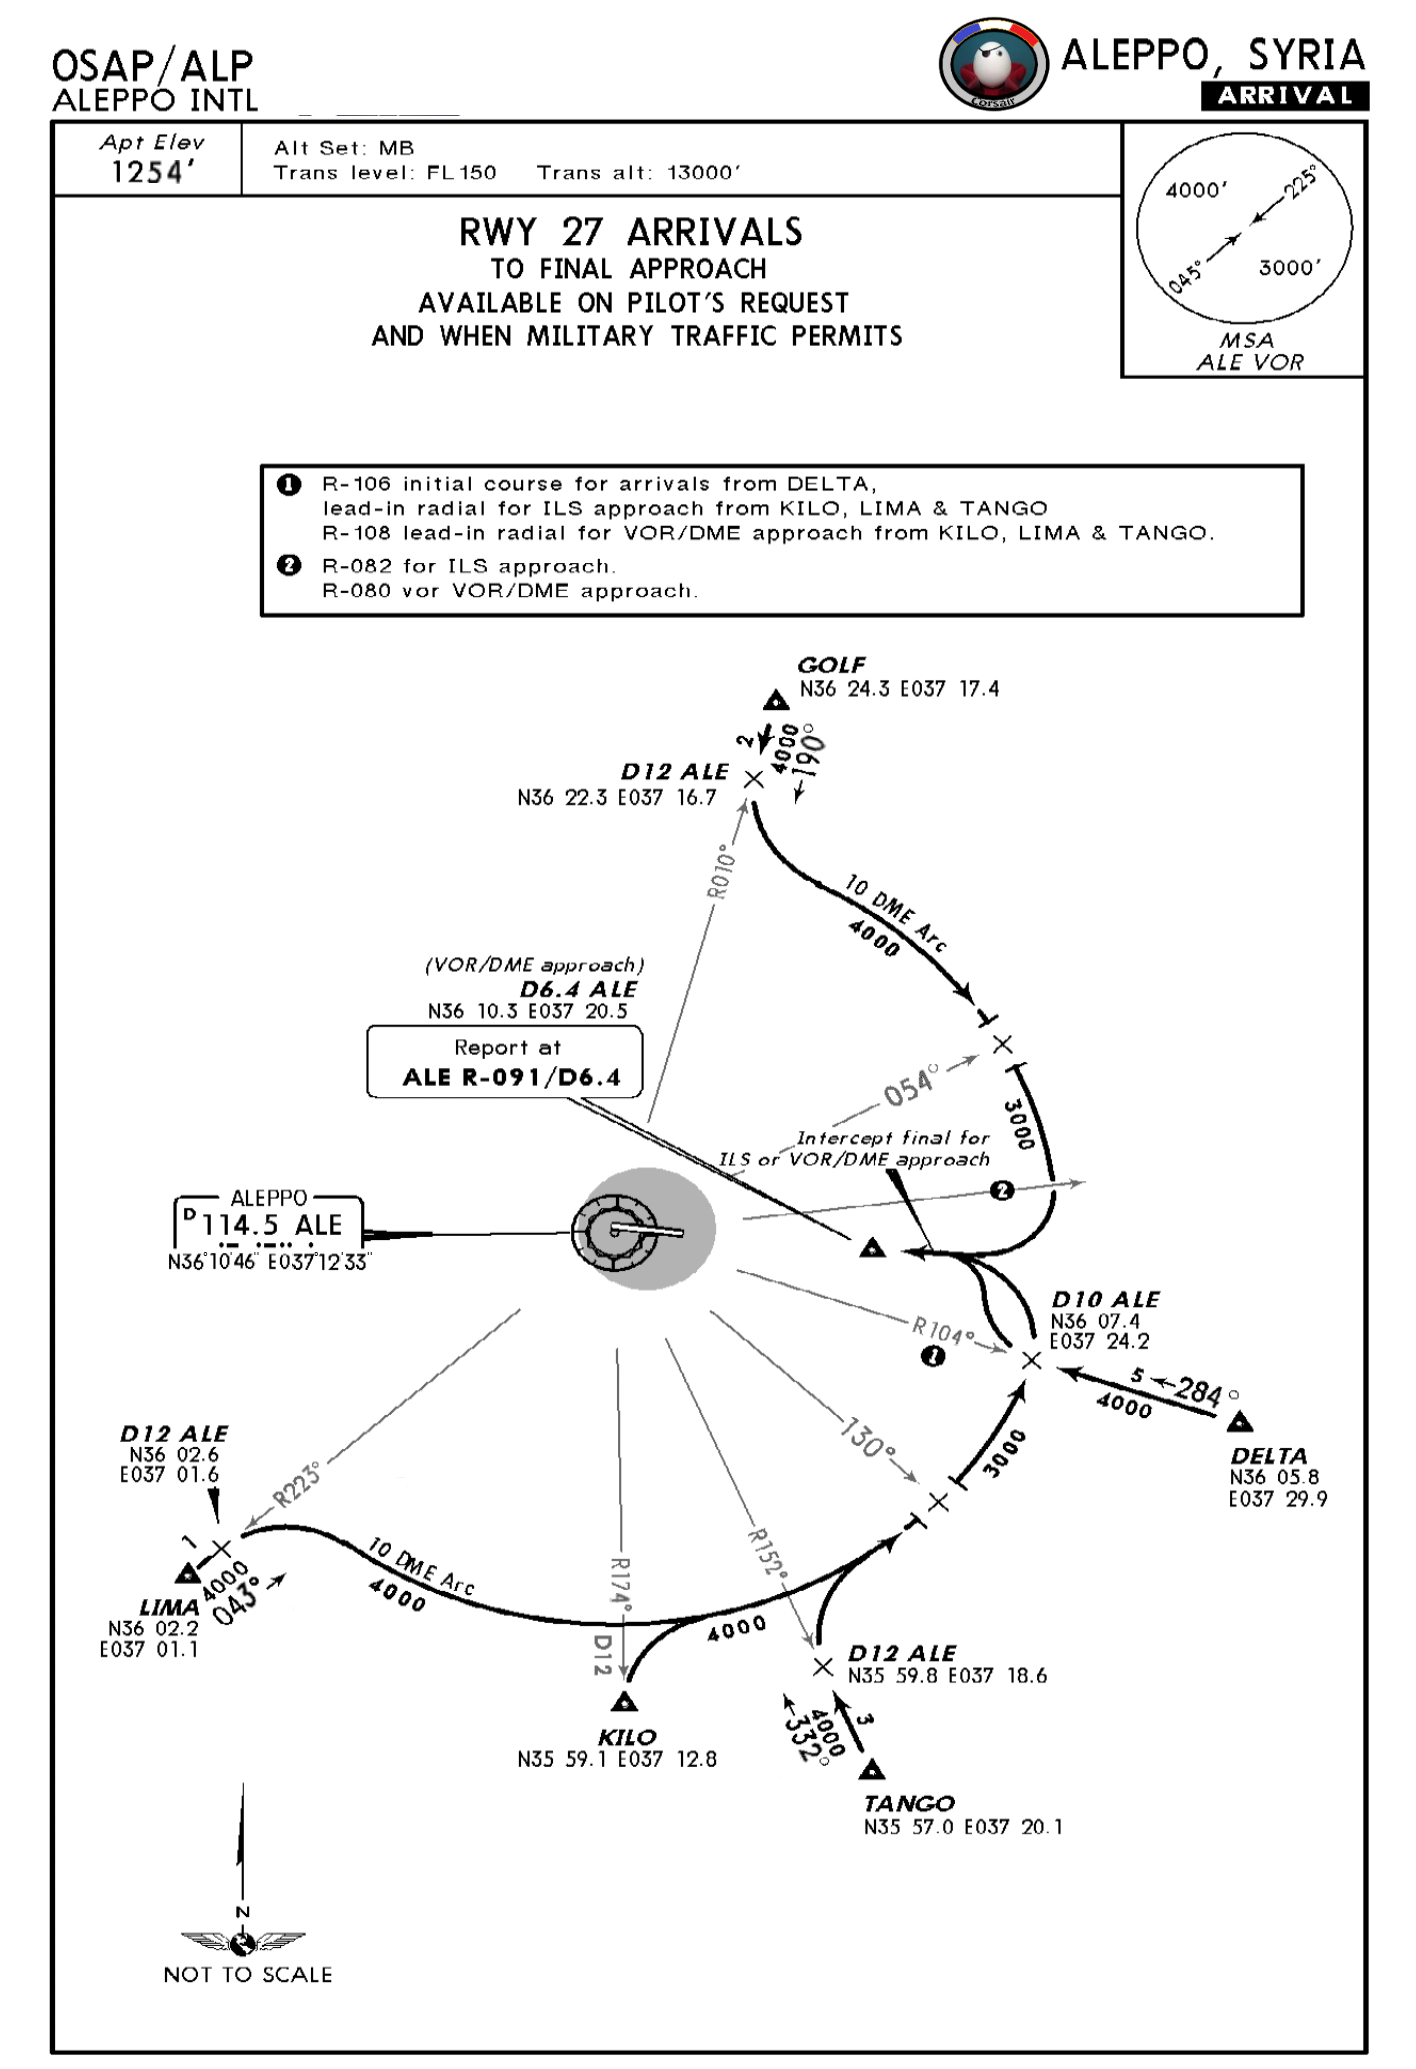 OSAP/ALP
ALEPPO INTL
Corsair
ALEPPO, SYRIA
ARRIVAL
Apt Elev
1254'
Alt Set: MB
Trans level: FL150 Trans alt: 13000'
4000'
225°
045°
3000'
MSA
ALE VOR
RWY 27 ARRIVALS
TO FINAL APPROACH
AVAILABLE ON PILOT'S REQUEST
AND WHEN MILITARY TRAFFIC PERMITS
1 R-106 initial course for arrivals from DELTA,
lead-in radial for ILS approach from KILO, LIMA & TANGO
R-108 lead-in radial for VOR/DME approach from KILO, LIMA & TANGO.
2 R-082 for ILS approach.
R-080 vor VOR/DME approach.
GOLF
N36 24.3 E037 17.4
2
4000
190°
D12 ALE
N36 22.3 E037 16.7
R010°
10 DME Arc
4000
(VOR/DME approach)
D6.4 ALE
N36 10.3 E037 20.5
Report at
ALE R-091/D6.4
054°
3000
Intercept final for
ILS or VOR/DME approach
2
ALEPPO
D 114.5 ALE
N36°10'46" E037°12'33"
D10 ALE
N36 07.4
E037 24.2
R104°
1
5 284°
4000
DELTA
N36 05.8
E037 29.9
130°
3000
D12 ALE
N36 02.6
E037 01.6
R223°
1
4000
043°
LIMA
N36 02.2
E037 01.1
10 DME Arc
4000
R174°
D12
R152°
4000
KILO
N35 59.1 E037 12.8
D12 ALE
N35 59.8 E037 18.6
3
4000
332°
TANGO
N35 57.0 E037 20.1
N
NOT TO SCALE